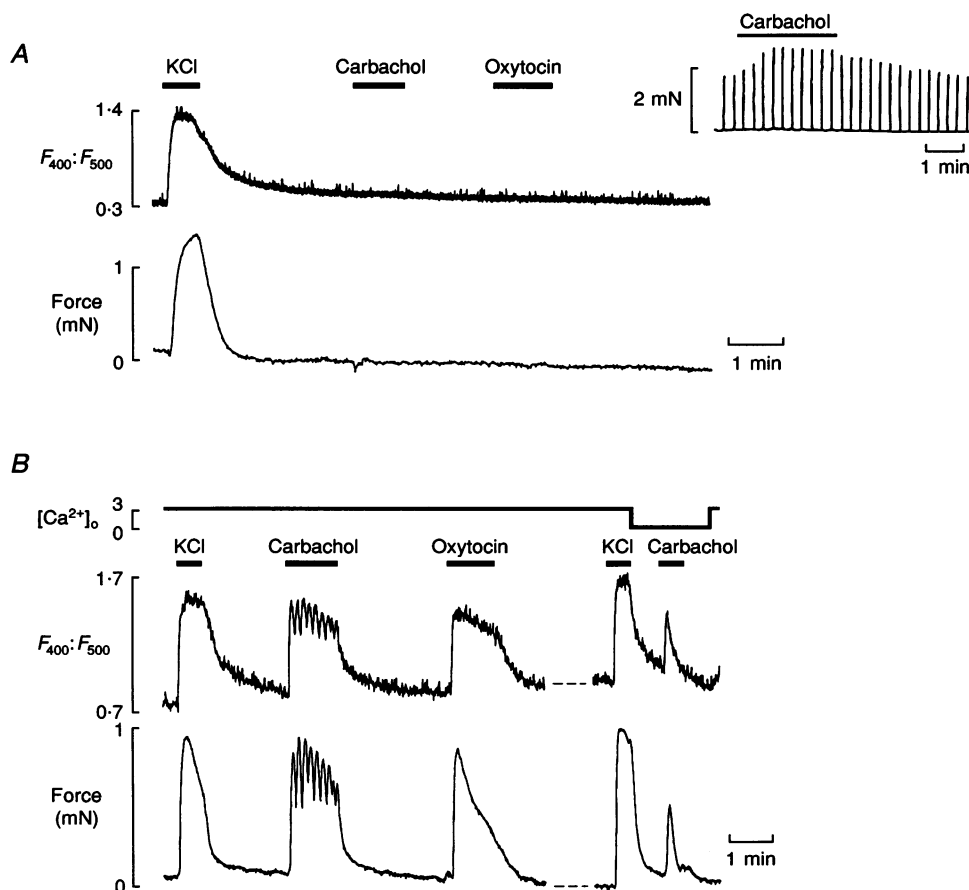 A
KCl
Carbachol
Oxytocin
Carbachol
2 mN
1 min
1·4
F400:F500
0·3
1
Force
(mN)
0
1 min
B
[Ca2+]o
3
0
KCl
Carbachol
Oxytocin
KCl
Carbachol
1·7
F400:F500
0·7
1
Force
(mN)
0
1 min